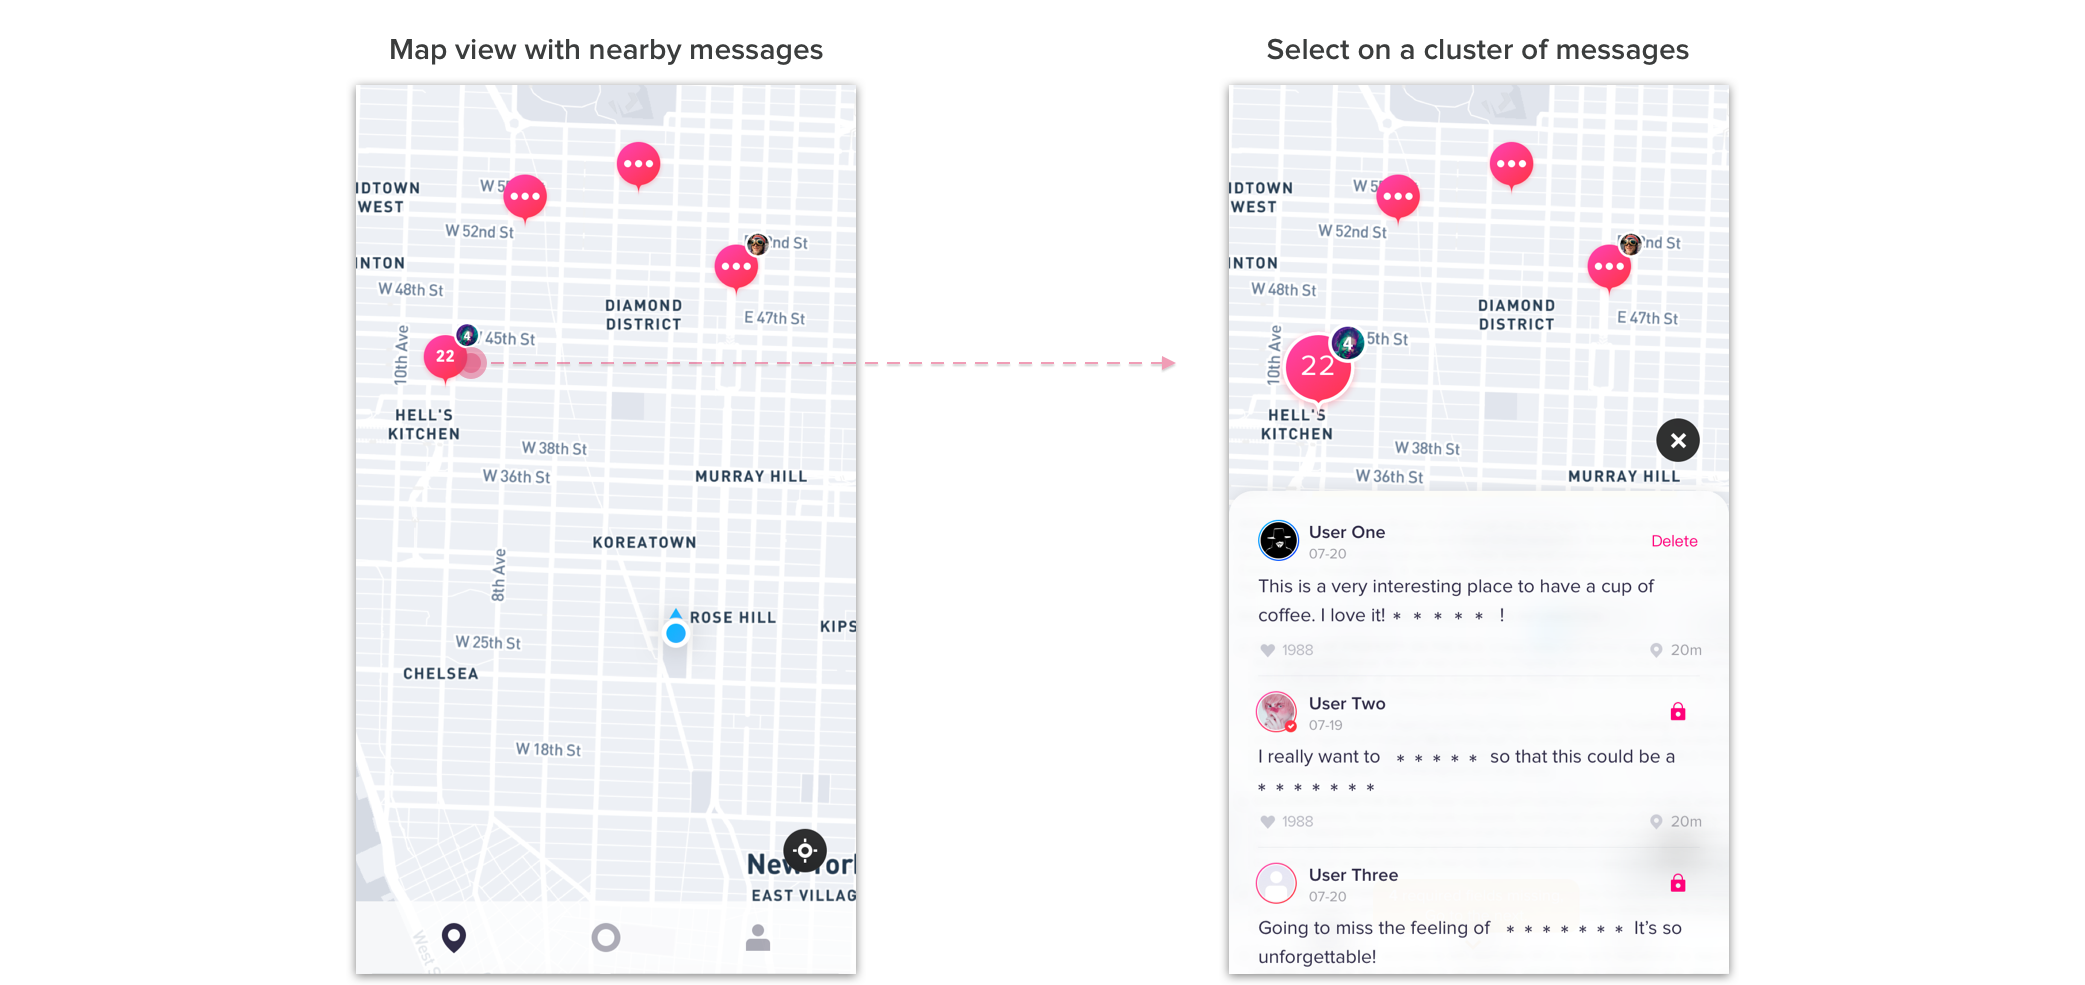 Map view with nearby messages
IDTOWN
WEST
W 5
W 52nd St
nd St
INTON
W 48th St
DIAMOND
DISTRICT
E 47th St
4
45th St
10th Ave
22
HELL'S
KITCHEN
W 38th St
W 36th St
MURRAY HILL
KOREATOWN
8th Ave
ROSE HILL
KIPS
W 25th St
CHELSEA
W 18th St
New York
EAST VILLAG
West S
Select on a cluster of messages
IDTOWN
WEST
W 5
W 52nd St
nd St
INTON
W 48th St
DIAMOND
DISTRICT
E 47th St
4
5th St
10th Ave
22
HELL'S
KITCHEN
W 38th St
W 36th St
MURRAY HILL
User One
07-20
Delete
This is a very interesting place to have a cup of
coffee. I love it! * * * * * !
1988
20m
User Two
07-19
I really want to * * * * * so that this could be a
* * * * * * *
1988
20m
User Three
07-20
Going to miss the feeling of * * * * * * * It's so
unforgettable!